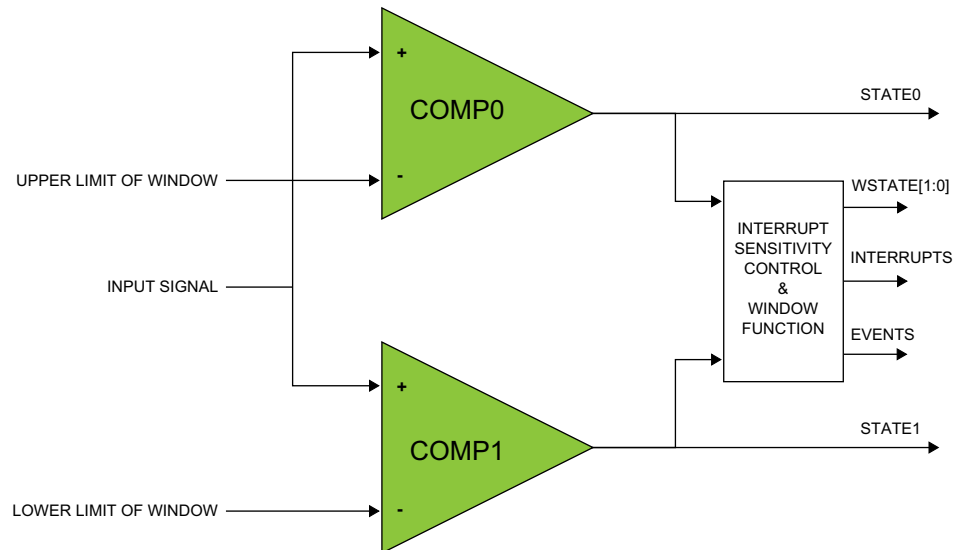 +
COMP0
-
STATE0
UPPER LIMIT OF WINDOW
WSTATE[1:0]
INTERRUPT
SENSITIVITY
CONTROL
&
WINDOW
FUNCTION
INTERRUPTS
INPUT SIGNAL
EVENTS
+
COMP1
-
STATE1
LOWER LIMIT OF WINDOW